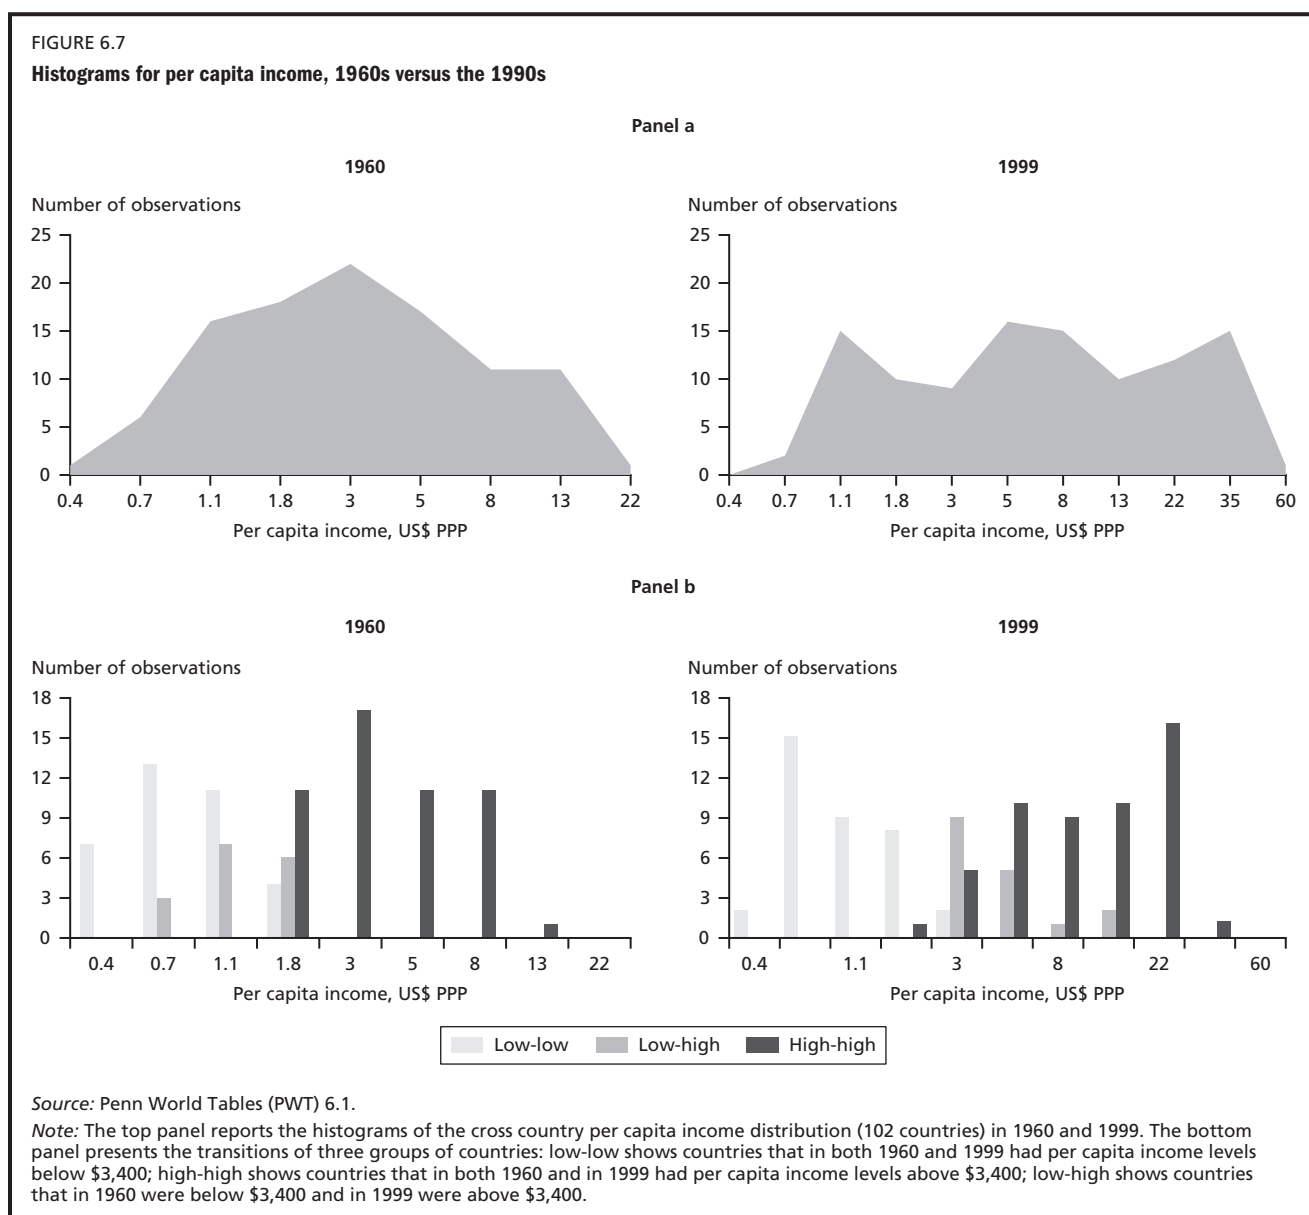 FIGURE 6.7
Histograms for per capita income, 1960s versus the 1990s
Panel a
1960
Number of observations
25
20
15
10
5
0
0.4 0.7 1.1 1.8 3 5 8 13 22
Per capita income, US$ PPP
1999
Number of observations
25
20
15
10
5
0
0.4 0.7 1.1 1.8 3 5 8 13 22 35 60
Per capita income, US$ PPP
Panel b
1960
Number of observations
18
15
12
9
6
3
0
0.4 0.7 1.1 1.8 3 5 8 13 22
Per capita income, US$ PPP
1999
Number of observations
18
15
12
9
6
3
0
0.4 1.1 3 8 22 60
Per capita income, US$ PPP
Low-low Low-high High-high
Source: Penn World Tables (PWT) 6.1.
Note: The top panel reports the histograms of the cross country per capita income distribution (102 countries) in 1960 and 1999. The bottom
panel presents the transitions of three groups of countries: low-low shows countries that in both 1960 and 1999 had per capita income levels
below $3,400; high-high shows countries that in both 1960 and in 1999 had per capita income levels above $3,400; low-high shows countries
that in 1960 were below $3,400 and in 1999 were above $3,400.